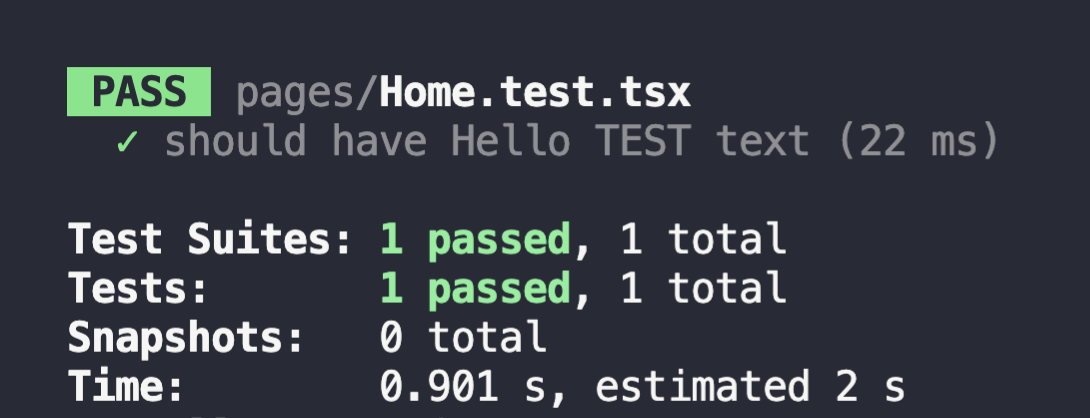 PASS pages/Home.test.tsx
✓ should have Hello TEST text (22 ms)
Test Suites: 1 passed, 1 total
Tests: 1 passed, 1 total
Snapshots: 0 total
Time: 0.901 s, estimated 2 s